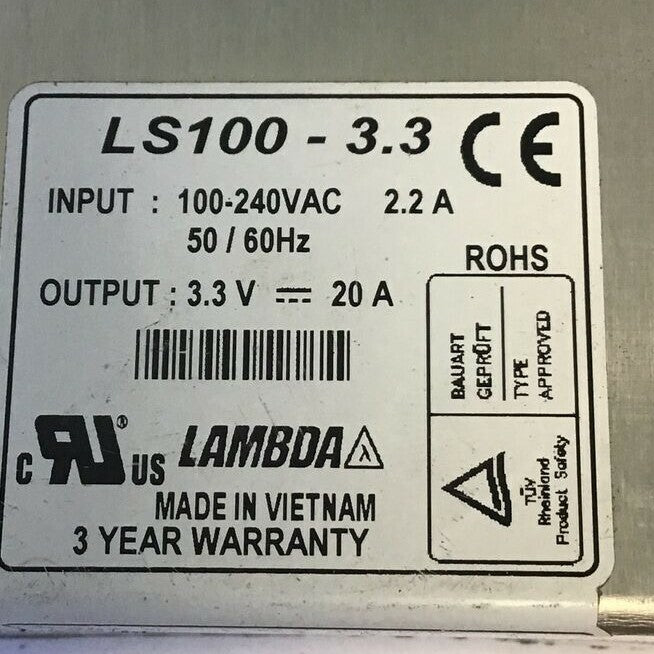 LS100 - 3.3 CE
INPUT : 100-240VAC 2.2 A
50 / 60Hz
ROHS
OUTPUT : 3.3 V ⎓ 20 A
BAUART
GEPRÜFT
TYPE
APPROVED
C RU ® US
LAMBDA λ
TÜV
Rheinland
Product Safety
MADE IN VIETNAM
3 YEAR WARRANTY